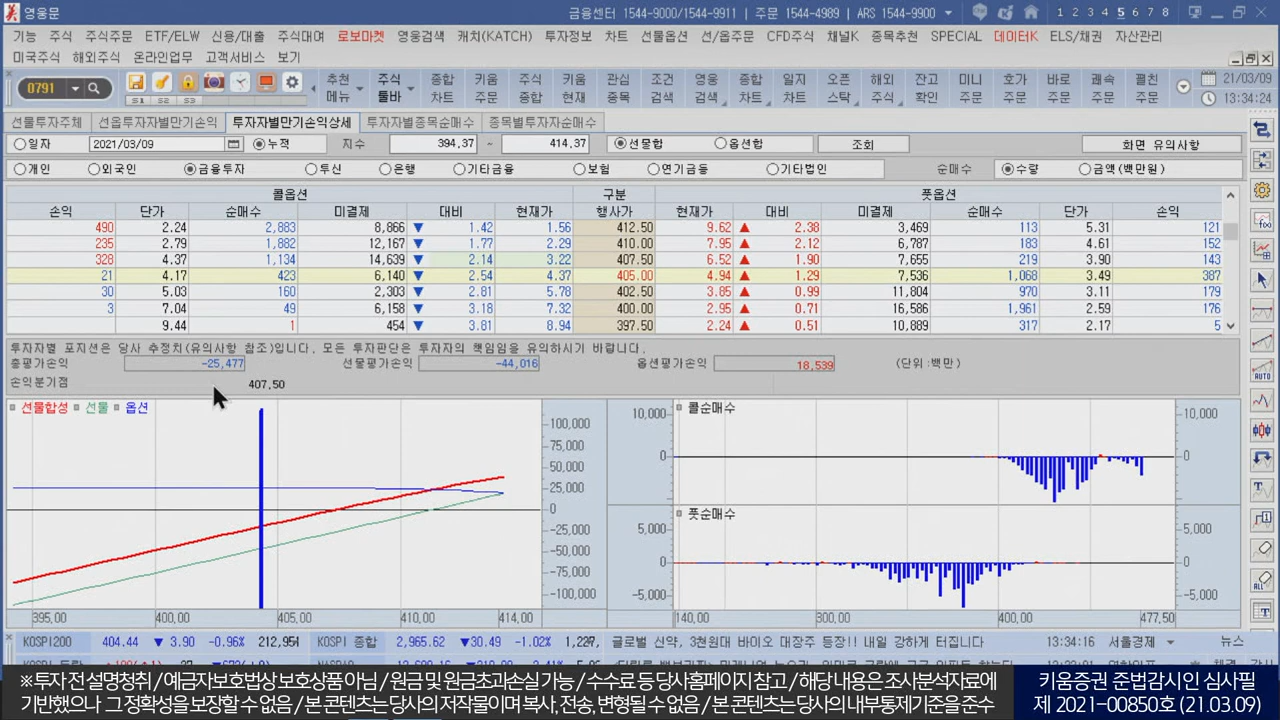 영웅문 금융센터 1544-9000/1544-9911 | 주문 1544-4989 | ARS 1544-9900 1 2 3 4 5 6 7 8
기능 주식 주식주문 ETF/ELW 신용/대출 주식대여 로보마켓 영웅검색 캐치(KATCH) 투자정보 차트 선물옵션 선/옵주문 CFD주식 채널K 종목추천 SPECIAL 데이타K ELS/채권 자산관리
미국주식 해외주식 온라인업무 고객서비스 보기
0791 S1 S2 S3
추천 주식 종합 키움 주식 키움 관심 조건 영웅 종합 일지 오픈 해외 잔고 미니 호가 바로 쾌속 펼친 21/03/09
메뉴 툴바 차트 주문 종합 현재 종목 검색 검색 차트 차트 스탁 주식 확인 주문 주문 주문 주문 주문 13:34:24
선물투자주체 선옵투자자별만기손익 투자자별만기손익상세 투자자별종목순매수 종목별투자자순매수
일자 2021/03/09 누적 지수 394.37 ~ 414.37 선물합 옵션합 조회 화면 유의사항
개인 외국인 금융투자 투신 은행 기타금융 보험 연기금등 기타법인 순매수 수량 금액(백만원)
콜옵션 구분 풋옵션
손익 단가 순매수 미결제 대비 현재가 행사가 현재가 대비 미결제 순매수 단가 손익
490 2.24 2,883 8,866 ▼ 1.42 1.56 412.50 9.62 ▲ 2.38 3,469 113 5.31 121
235 2.79 1,882 12,167 ▼ 1.77 2.29 410.00 7.95 ▲ 2.12 6,787 183 4.61 152
328 4.37 1,134 14,639 ▼ 2.14 3.22 407.50 6.52 ▲ 1.90 7,655 219 3.90 143
21 4.17 423 6,140 ▼ 2.54 4.37 405.00 4.94 ▲ 1.29 7,536 1,068 3.49 387
30 5.03 160 2,303 ▼ 2.81 5.78 402.50 3.85 ▲ 0.99 11,804 970 3.11 179
3 7.04 49 6,158 ▼ 3.18 7.32 400.00 2.95 ▲ 0.71 16,586 1,961 2.59 176
9.44 1 454 ▼ 3.81 8.94 397.50 2.24 ▲ 0.51 10,889 317 2.17 5
투자자별 포지션은 당사 추정치(유의사항 참조)입니다. 모든 투자판단은 투자자의 책임임을 유의하시기 바랍니다.
총평가손익 -25,477 선물평가손익 -44,016 옵션평가손익 18,539 (단위:백만)
손익분기점 407.50
선물합성 선물 옵션
100,000
75,000
50,000
25,000
0
-25,000
-50,000
-75,000
-100,000
395,00 400,00 405,00 410,00 414,00
콜순매수
10,000 10,000
0 0
풋순매수
5,000 5,000
0 0
-5,000 -5,000
140,00 300,00 400,00 477,50
KOSPI200 404.44 ▼ 3.90 -0.96% 212,954 KOSPI 종합 2,965.62 ▼30.49 -1.02% 글로벌 신약, 3천원대 바이오 대장주 등장!! 내일 강하게 터집니다 13:34:16 서울경제 뉴스
※ 투자 전 설명청취 / 예금자보호법상 보호상품 아님 / 원금 및 원금초과손실 가능 / 수수료 등 당사홈페이지 참고 / 해당 내용은 조사분석자료에
기반했으나 그 정확성을 보장할 수 없음 / 본 콘텐츠는 당사의 저작물이며 복사, 전송, 변형될 수 없음 / 본 콘텐츠는 당사의 내부통제기준을 준수
키움증권 준법감시인 심사필
제 2021-00850호 (21.03.09)